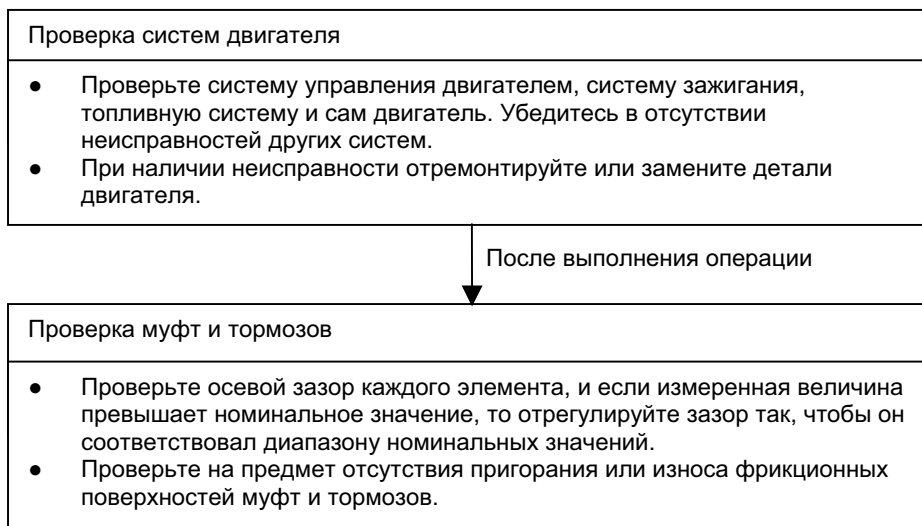 Проверка систем двигателя
● Проверьте систему управления двигателем, систему зажигания,
топливную систему и сам двигатель. Убедитесь в отсутствии
неисправностей других систем.
● При наличии неисправности отремонтируйте или замените детали
двигателя.
После выполнения операции
Проверка муфт и тормозов
● Проверьте осевой зазор каждого элемента, и если измеренная величина
превышает номинальное значение, то отрегулируйте зазор так, чтобы он
соответствовал диапазону номинальных значений.
● Проверьте на предмет отсутствия пригорания или износа фрикционных
поверхностей муфт и тормозов.